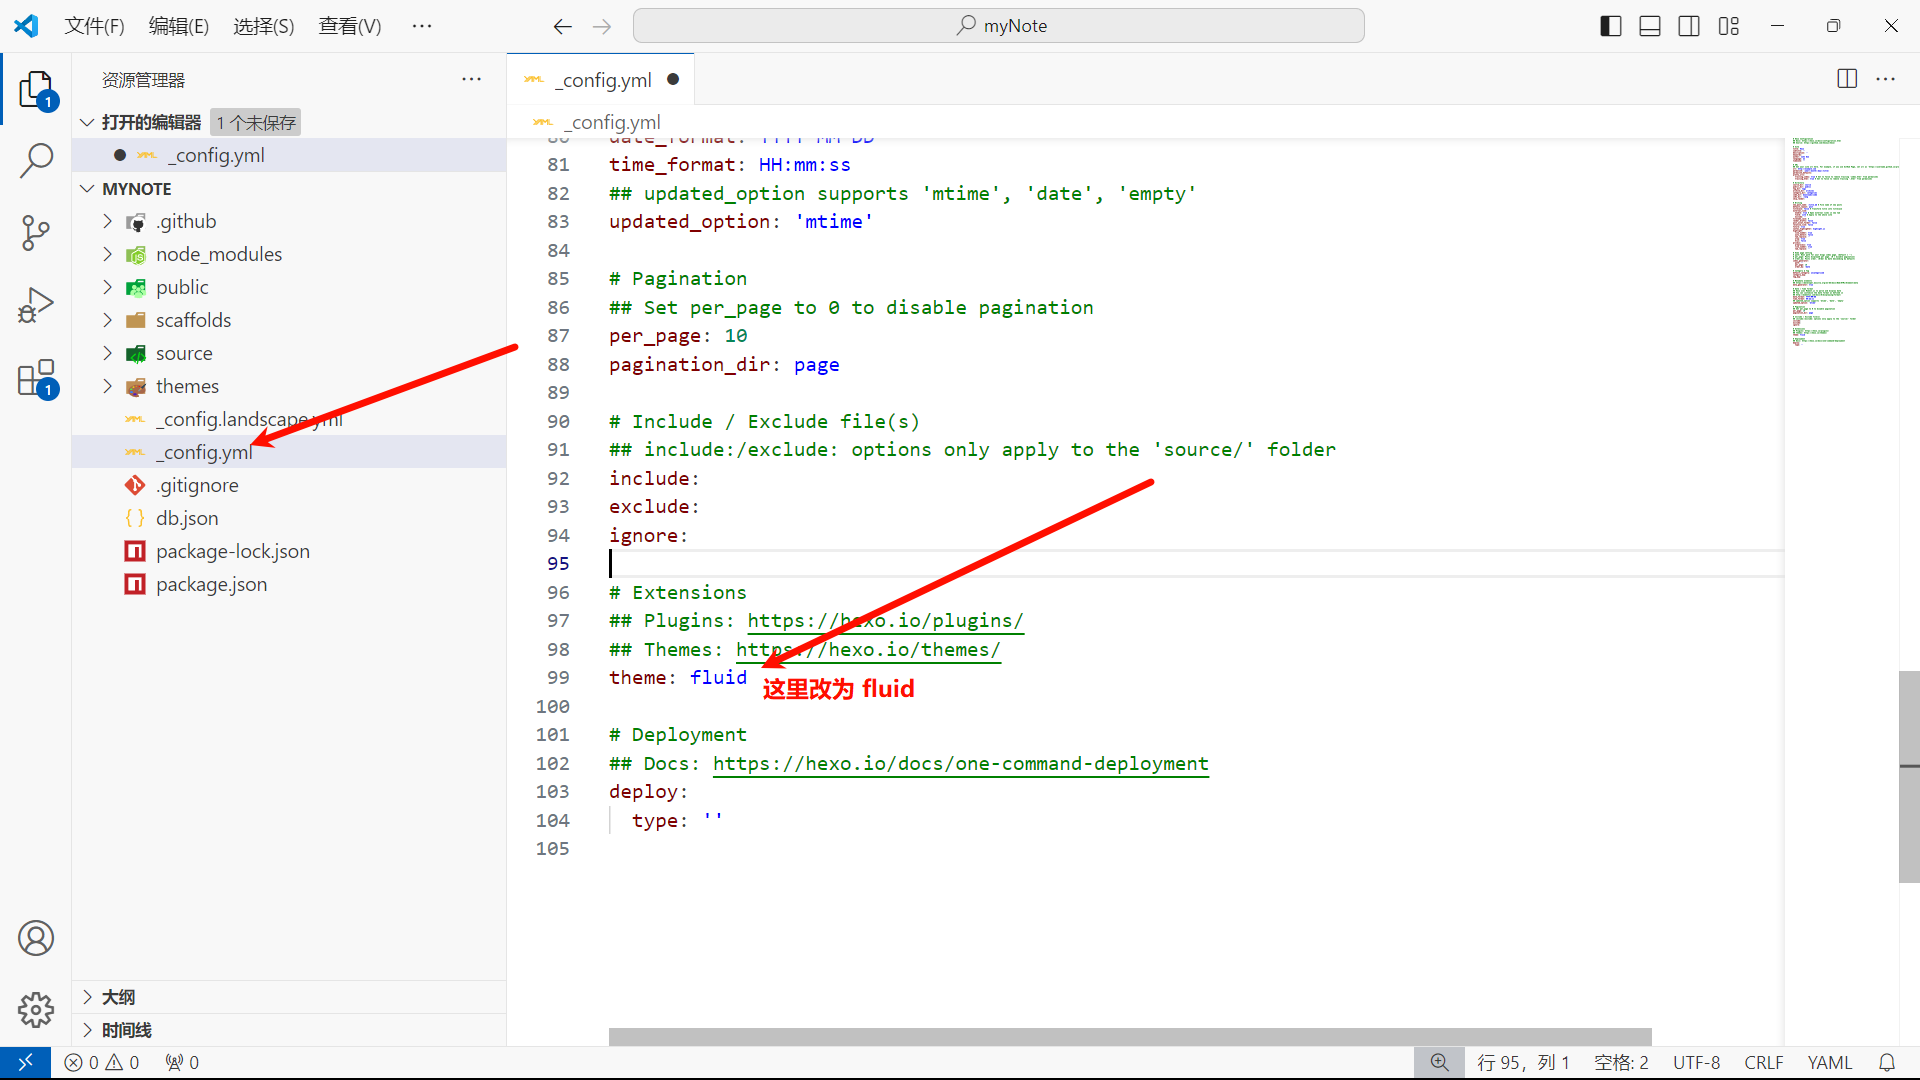 文件(F) 编辑(E) 选择(S) 查看(V) ··· myNote
资源管理器 ···
_config.yml
打开的编辑器 1 个未保存
_config.yml
_config.yml
MYNOTE
.github
node_modules
public
scaffolds
source
themes
_config.landscape.yml
_config.yml
.gitignore
db.json
package-lock.json
package.json
大纲
时间线
81 time_format: HH:mm:ss
82 ## updated_option supports 'mtime', 'date', 'empty'
83 updated_option: 'mtime'
84
85 # Pagination
86 ## Set per_page to 0 to disable pagination
87 per_page: 10
88 pagination_dir: page
89
90 # Include / Exclude file(s)
91 ## include:/exclude: options only apply to the 'source/' folder
92 include:
93 exclude:
94 ignore:
95
96 # Extensions
97 ## Plugins: https://hexo.io/plugins/
98 ## Themes: https://hexo.io/themes/
99 theme: fluid
这里改为 fluid
100
101 # Deployment
102 ## Docs: https://hexo.io/docs/one-command-deployment
103 deploy:
104 type: ''
105
1
1
0 0 0 行 95，列 1 空格: 2 UTF-8 CRLF YAML